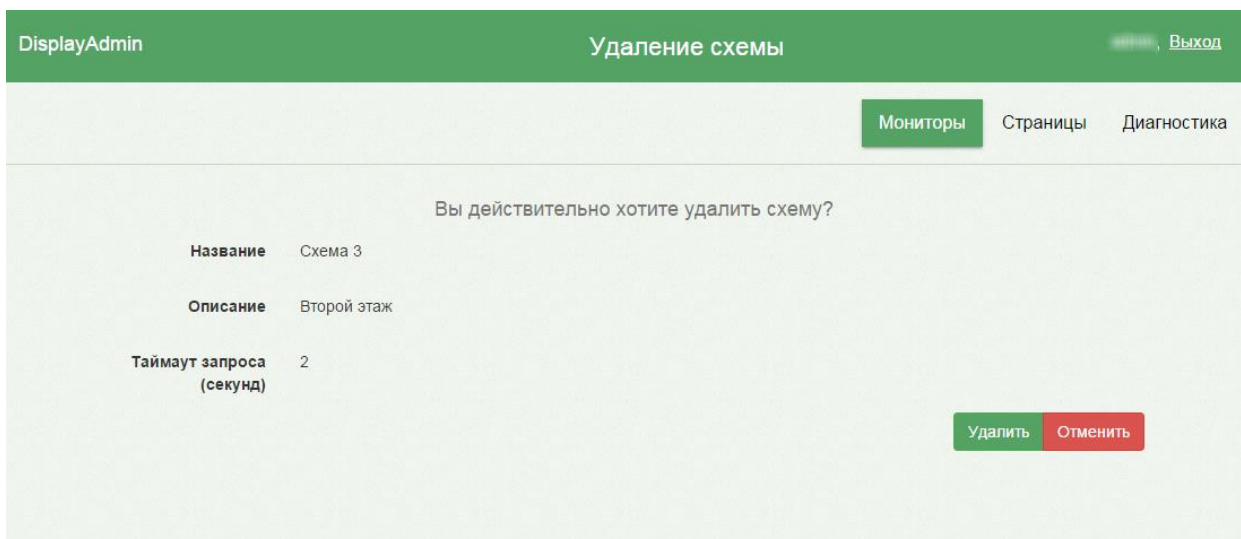 DisplayAdmin Удаление схемы , Выход
Мониторы Страницы Диагностика
Вы действительно хотите удалить схему?
Название Схема 3
Описание Второй этаж
Таймаут запроса 2
(секунд)
Удалить Отменить